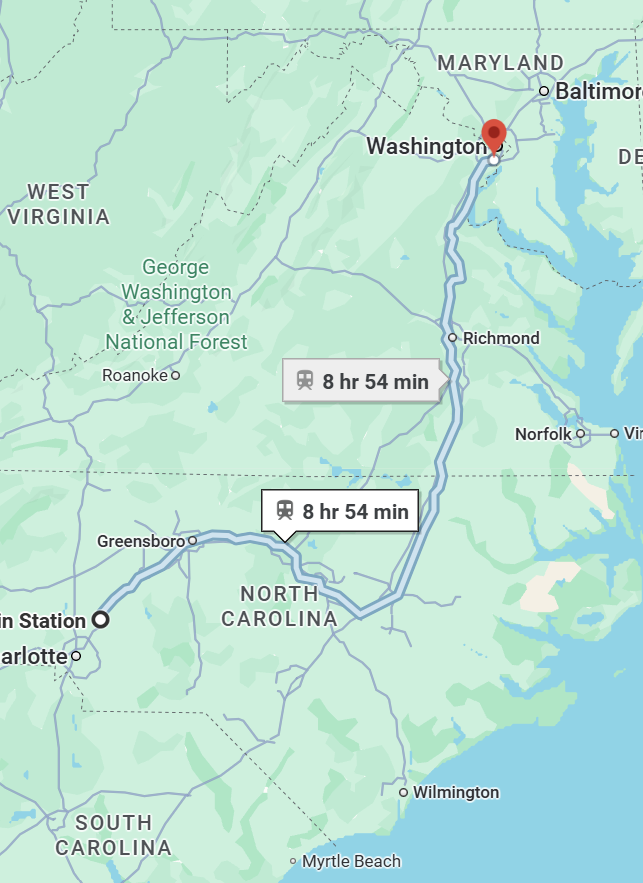 MARYLAND
Baltimor
Washington
DE
WEST
VIRGINIA
George
Washington
& Jefferson
National Forest
Richmond
Roanoke
8 hr 54 min
Norfolk
Vir
8 hr 54 min
Greensboro
NORTH
CAROLINA
in Station
arlotte
Wilmington
SOUTH
CAROLINA
Myrtle Beach